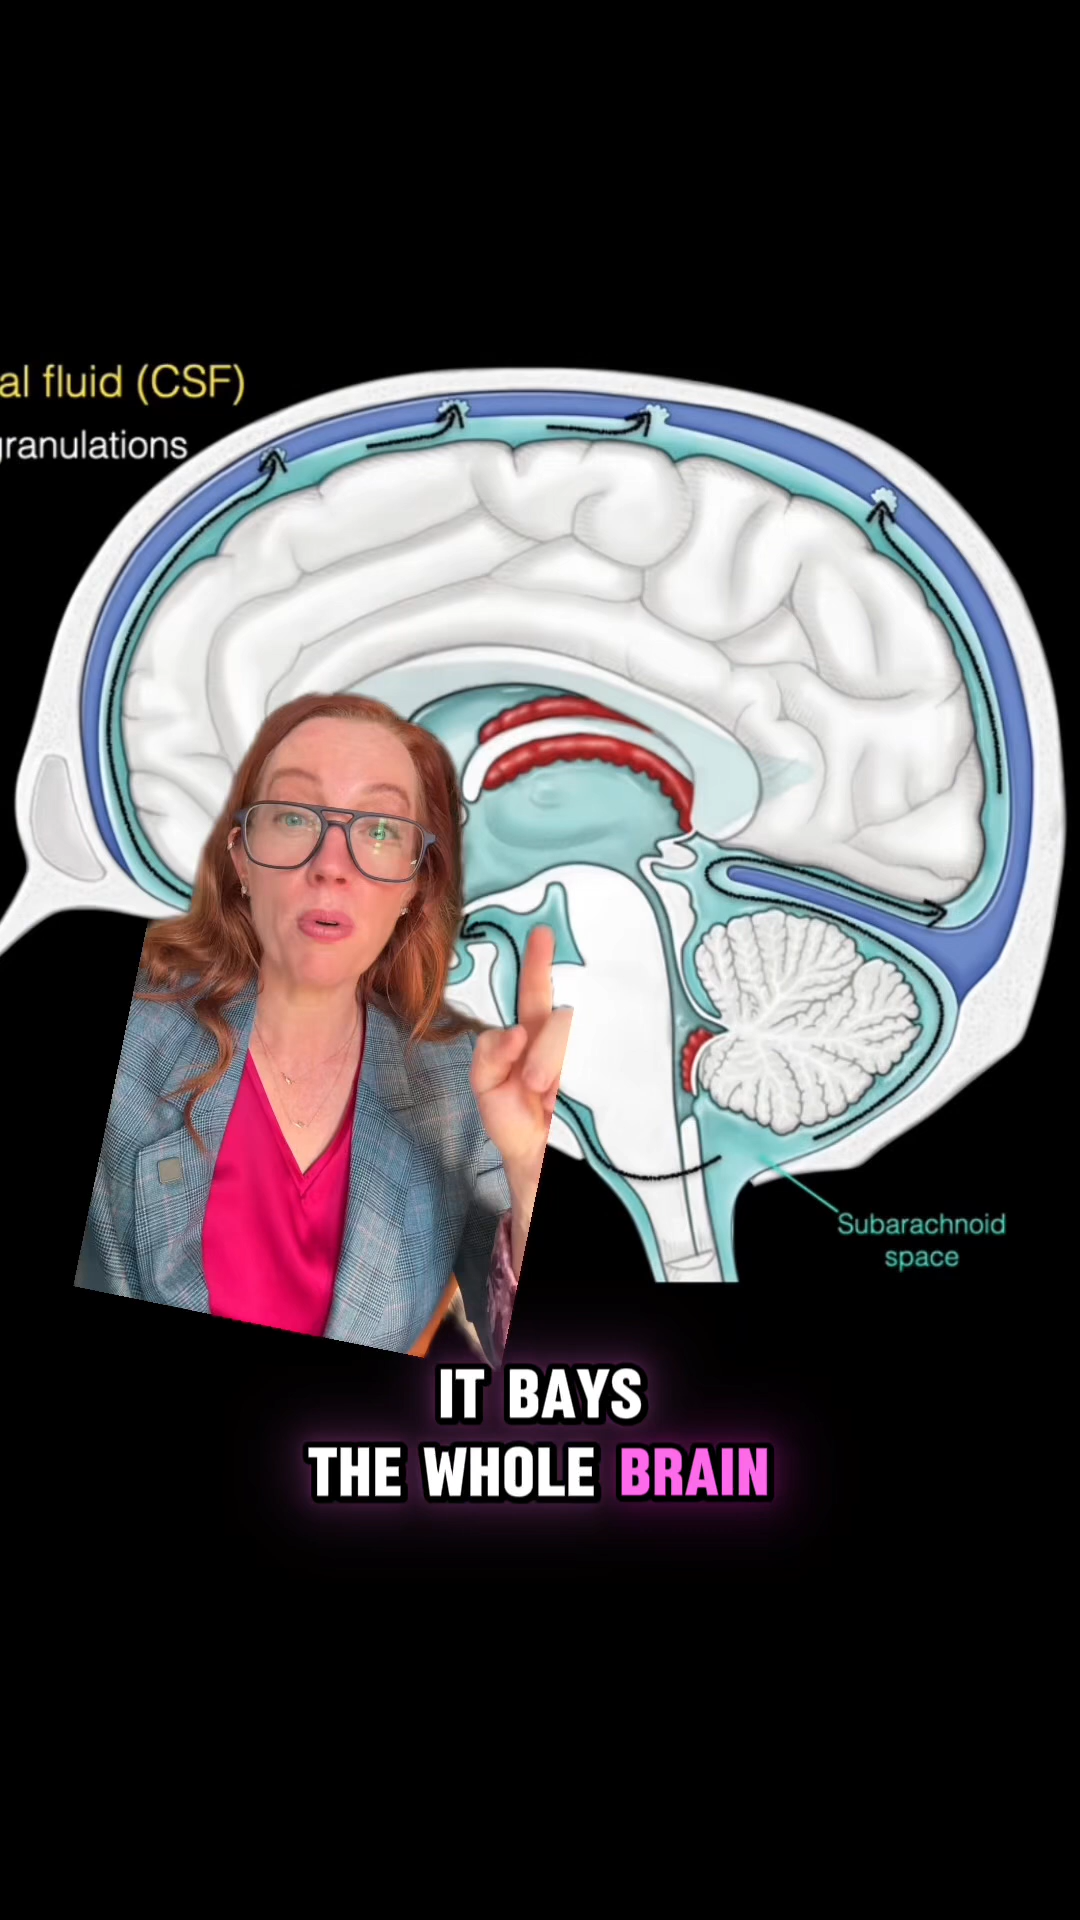 al fluid (CSF)
granulations
Subarachnoid
space
IT BAYS
THE WHOLE BRAIN